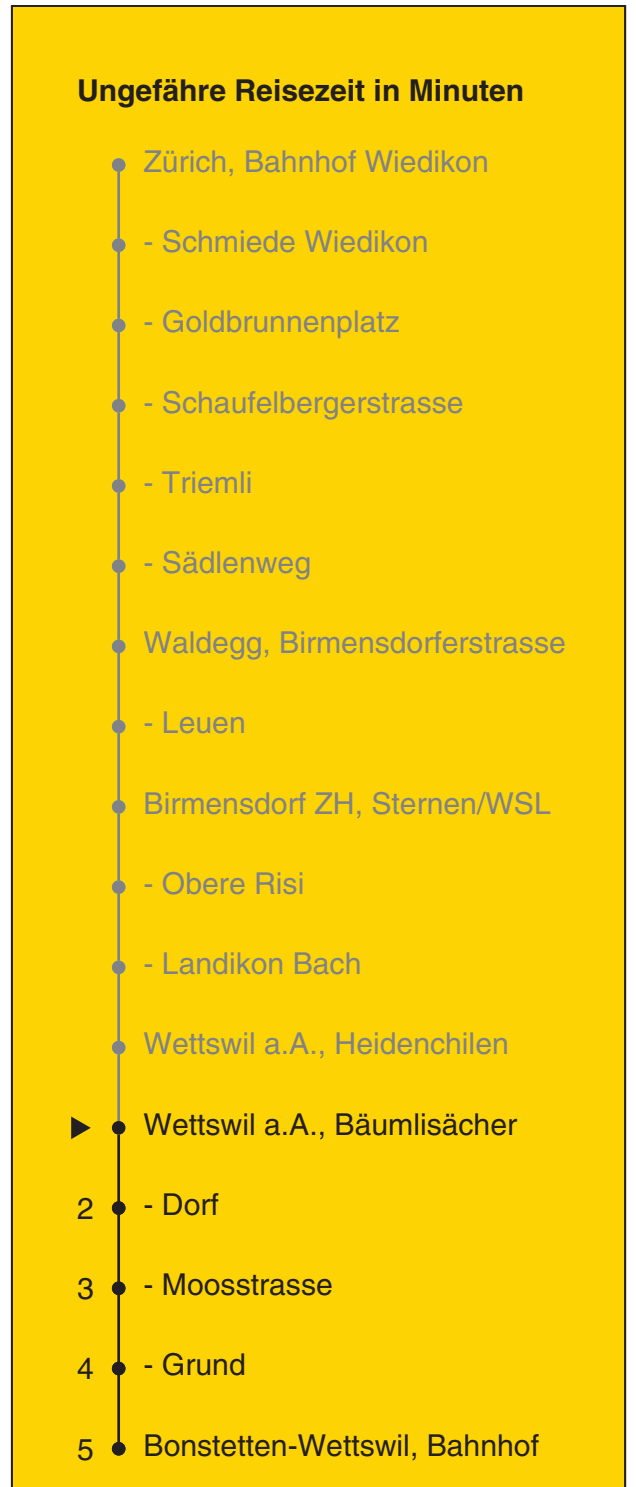 Ungefähre Reisezeit in Minuten
Zürich, Bahnhof Wiedikon
- Schmiede Wiedikon
- Goldbrunnenplatz
- Schaufelbergerstrasse
- Triemli
- Sädlenweg
Waldegg, Birmensdorferstrasse
- Leuen
Birmensdorf ZH, Sternen/WSL
- Obere Risi
- Landikon Bach
Wettswil a.A., Heidenchilen
Wettswil a.A., Bäumlisächer
2 - Dorf
3 - Moosstrasse
4 - Grund
5 Bonstetten-Wettswil, Bahnhof